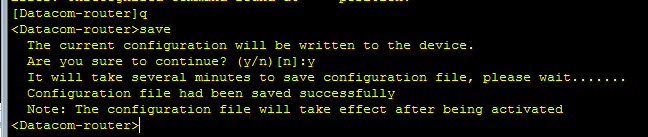 [Datacom-router]q
<Datacom-router>save
The current configuration will be written to the device.
Are you sure to continue? (y/n)[n]:y
It will take several minutes to save configuration file, please wait.......
Configuration file had been saved successfully
Note: The configuration file will take effect after being activated
<Datacom-router>